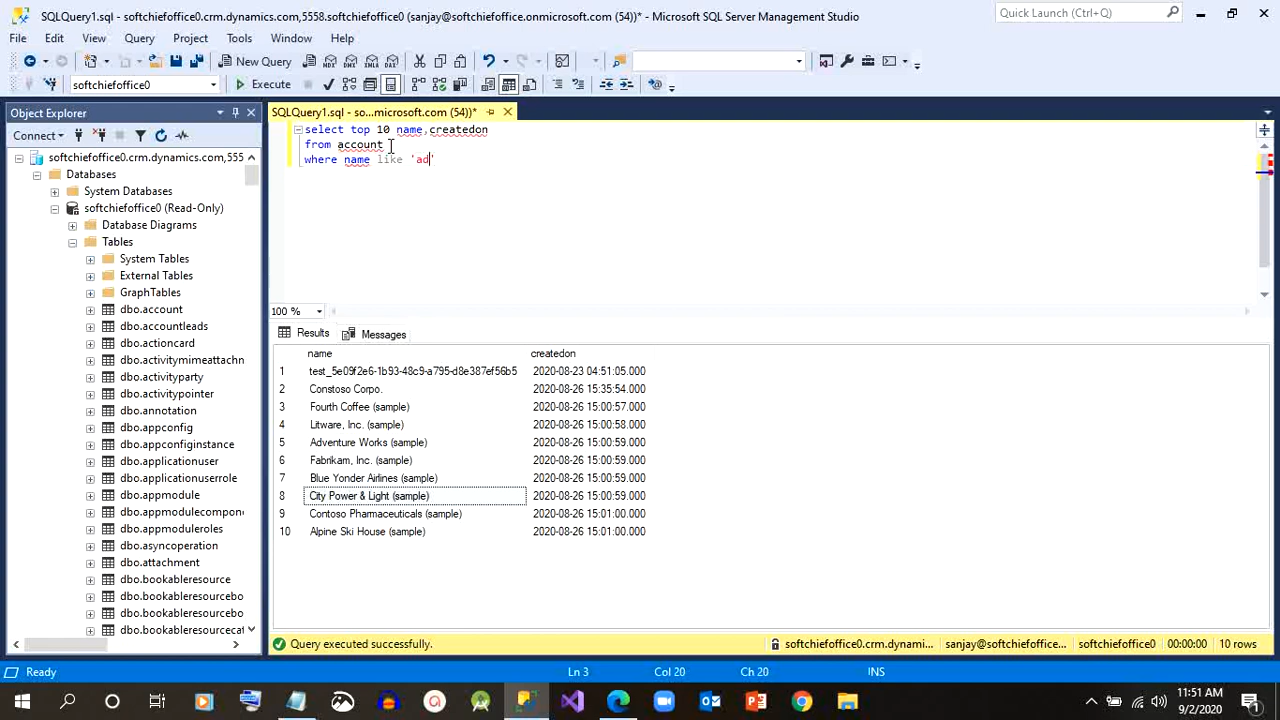 SQLQuery1.sql - softchiefoffice0.crm.dynamics.com,5558.softchiefoffice0 (sanjay@softchiefoffice.onmicrosoft.com (54))* - Microsoft SQL Server Management Studio
Quick Launch (Ctrl+Q)
File Edit View Query Project Tools Window Help
New Query
MDX DMX XMLA DAX
softchiefoffice0
Execute
Object Explorer
SQLQuery1.sql - so...microsoft.com (54))*
Connect
softchiefoffice0.crm.dynamics.com,555
Databases
System Databases
softchiefoffice0 (Read-Only)
Database Diagrams
Tables
System Tables
External Tables
GraphTables
dbo.account
dbo.accountleads
dbo.actioncard
dbo.activitymimeattachn
dbo.activityparty
dbo.activitypointer
dbo.annotation
dbo.appconfig
dbo.appconfiginstance
dbo.applicationuser
dbo.applicationuserrole
dbo.appmodule
dbo.appmodulecompone
dbo.appmoduleroles
dbo.asyncoperation
dbo.attachment
dbo.bookableresource
dbo.bookableresourcebo
dbo.bookableresourcebo
dbo.bookableresourcecat
select top 10 name,createdon
from account
where name like 'ad'
100 %
Results Messages
name createdon
1 test_5e09f2e6-1b93-48c9-a795-d8e387ef56b5 2020-08-23 04:51:05.000
2 Constoso Corpo. 2020-08-26 15:35:54.000
3 Fourth Coffee (sample) 2020-08-26 15:00:57.000
4 Litware, Inc. (sample) 2020-08-26 15:00:58.000
5 Adventure Works (sample) 2020-08-26 15:00:59.000
6 Fabrikam, Inc. (sample) 2020-08-26 15:00:59.000
7 Blue Yonder Airlines (sample) 2020-08-26 15:00:59.000
8 City Power & Light (sample) 2020-08-26 15:00:59.000
9 Contoso Pharmaceuticals (sample) 2020-08-26 15:01:00.000
10 Alpine Ski House (sample) 2020-08-26 15:01:00.000
Query executed successfully.
softchiefoffice0.crm.dynami... sanjay@softchiefoffice... softchiefoffice0 00:00:00 10 rows
Ready Ln 3 Col 20 Ch 20 INS
11:51 AM
9/2/2020